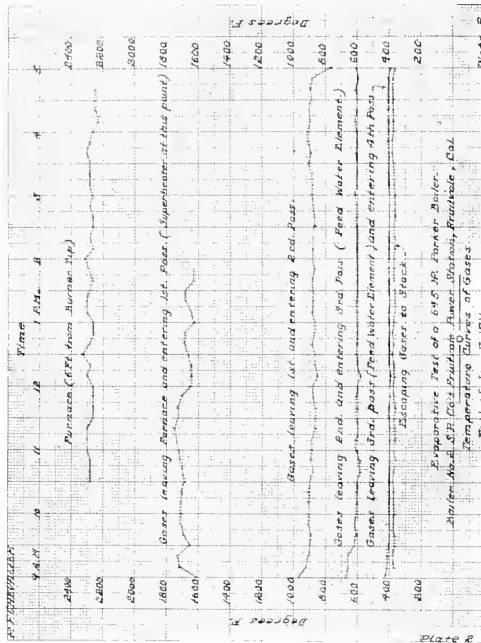 R.F. CHEVALIER
Time
9 A.M. 10 11 12 1 P.M. 2 3 4 5
Degrees F.
2400 2400
2200 2200
2000 2000
1800 1800
1600 1600
1400 1400
1200 1200
1000 1000
800 800
600 600
400 400
200 200
Degrees F.
Furnace (6 Ft from Burner Tip)
Gases leaving Furnace and entering 1st. Pass. (Superheater at this point)
Gases leaving 1st. and entering 2nd. Pass.
Gases leaving 2nd. and entering 3rd. Pass (Feed Water Element.)
Gases Leaving 3rd. pass (Feed Water Element) and entering 4th Pass
Escaping Gases to Stack
Evaporative Test of a 645 HP. Parker Boiler.
Boiler No. 2. S.P. Co's Fruitvale Power Station, Fruitvale, Cal.
Temperature Curves of Gases
Plate 2
Plate 2